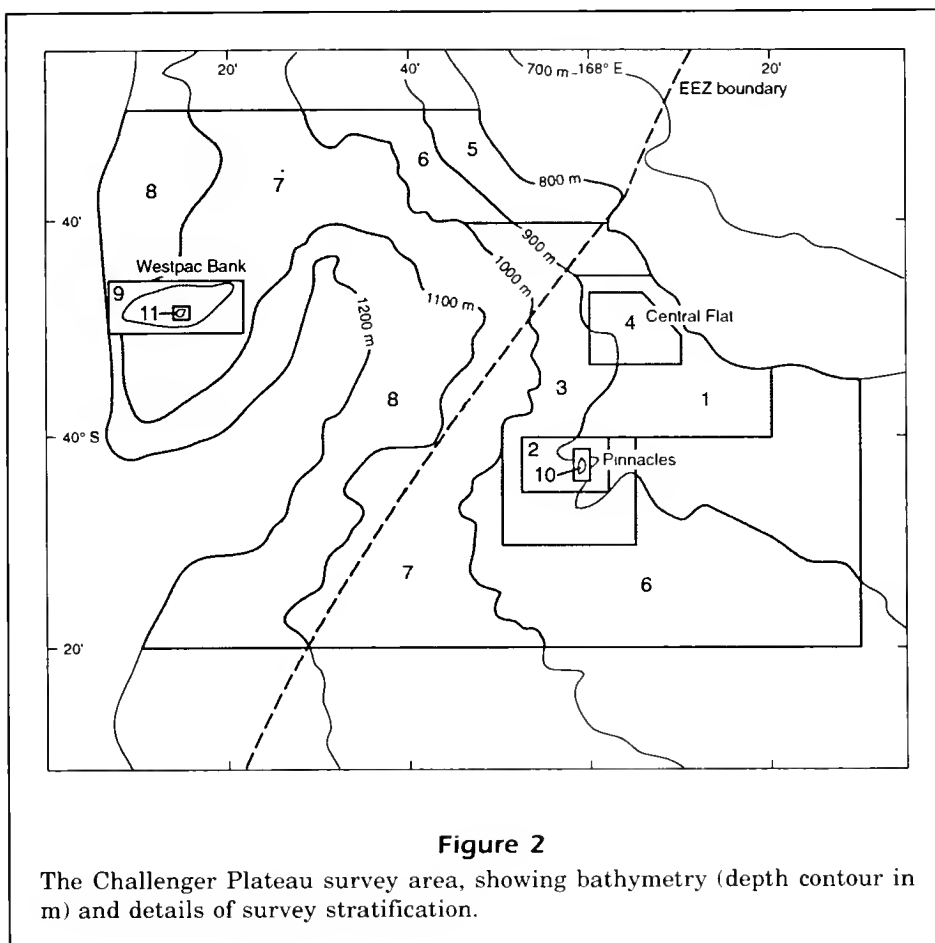 20'
40'
700 m
168° E
20'
EEZ boundary
6
5
8
7
800 m
40'
900 m
Westpac Bank
1000 m
9
1100 m
11
1200 m
4
Central Flat
3
8
1
40° S
2
Pinnacles
10
7
6
20'
Figure 2
The Challenger Plateau survey area, showing bathymetry (depth contour in
m) and details of survey stratification.